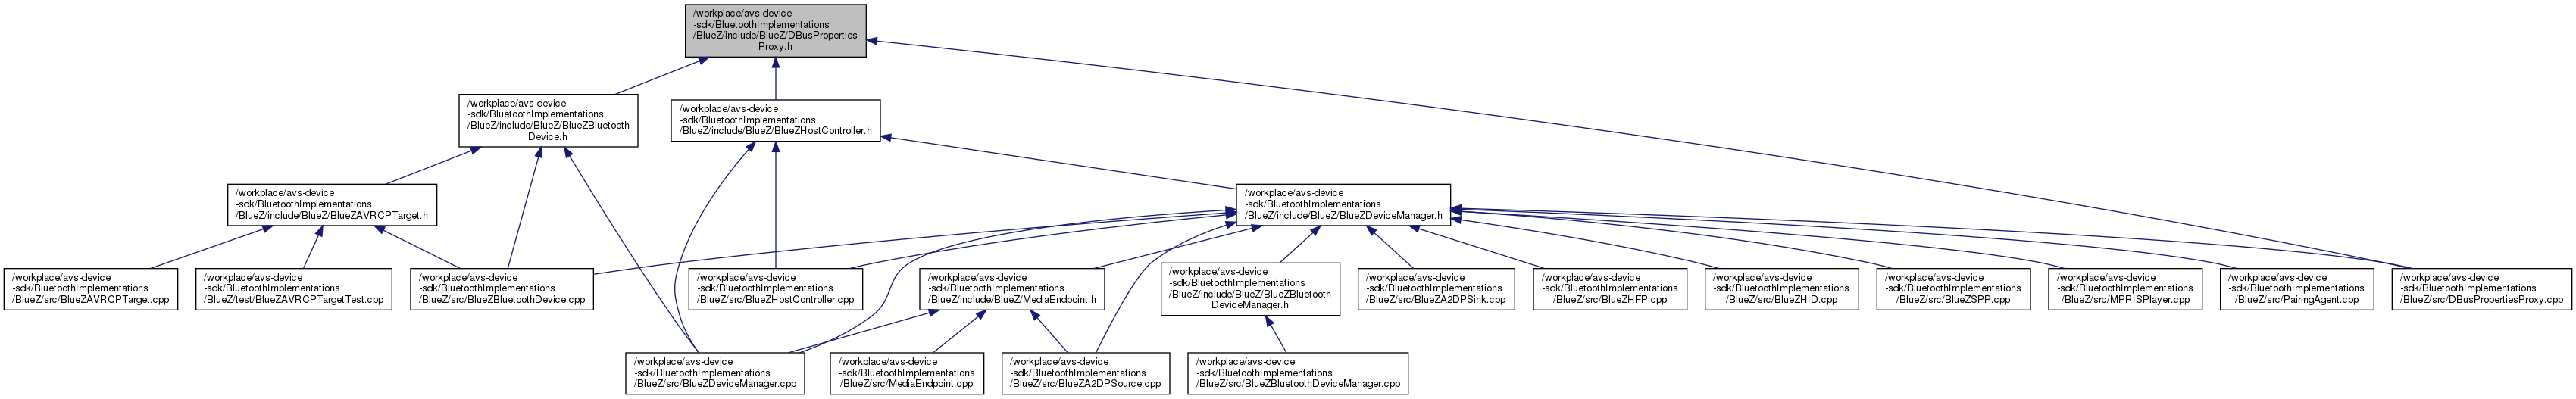 /workplace/avs-device
-sdk/BluetoothImplementations
/BlueZ/include/BlueZ/DBusProperties
Proxy.h
/workplace/avs-device
-sdk/BluetoothImplementations
/BlueZ/include/BlueZ/BlueZBluetooth
Device.h
/workplace/avs-device
-sdk/BluetoothImplementations
/BlueZ/include/BlueZ/BlueZHostController.h
/workplace/avs-device
-sdk/BluetoothImplementations
/BlueZ/include/BlueZ/BlueZAVRCPTarget.h
/workplace/avs-device
-sdk/BluetoothImplementations
/BlueZ/include/BlueZ/BlueZDeviceManager.h
/workplace/avs-device
-sdk/BluetoothImplementations
/BlueZ/src/BlueZAVRCPTarget.cpp
/workplace/avs-device
-sdk/BluetoothImplementations
/BlueZ/test/BlueZAVRCPTargetTest.cpp
/workplace/avs-device
-sdk/BluetoothImplementations
/BlueZ/src/BlueZBluetoothDevice.cpp
/workplace/avs-device
-sdk/BluetoothImplementations
/BlueZ/src/BlueZHostController.cpp
/workplace/avs-device
-sdk/BluetoothImplementations
/BlueZ/include/BlueZ/MediaEndpoint.h
/workplace/avs-device
-sdk/BluetoothImplementations
/BlueZ/include/BlueZ/BlueZBluetooth
DeviceManager.h
/workplace/avs-device
-sdk/BluetoothImplementations
/BlueZ/src/BlueZA2DPSink.cpp
/workplace/avs-device
-sdk/BluetoothImplementations
/BlueZ/src/BlueZHFP.cpp
/workplace/avs-device
-sdk/BluetoothImplementations
/BlueZ/src/BlueZHID.cpp
/workplace/avs-device
-sdk/BluetoothImplementations
/BlueZ/src/BlueZSPP.cpp
/workplace/avs-device
-sdk/BluetoothImplementations
/BlueZ/src/MPRISPlayer.cpp
/workplace/avs-device
-sdk/BluetoothImplementations
/BlueZ/src/PairingAgent.cpp
/workplace/avs-device
-sdk/BluetoothImplementations
/BlueZ/src/DBusPropertiesProxy.cpp
/workplace/avs-device
-sdk/BluetoothImplementations
/BlueZ/src/BlueZDeviceManager.cpp
/workplace/avs-device
-sdk/BluetoothImplementations
/BlueZ/src/MediaEndpoint.cpp
/workplace/avs-device
-sdk/BluetoothImplementations
/BlueZ/src/BlueZA2DPSource.cpp
/workplace/avs-device
-sdk/BluetoothImplementations
/BlueZ/src/BlueZBluetoothDeviceManager.cpp